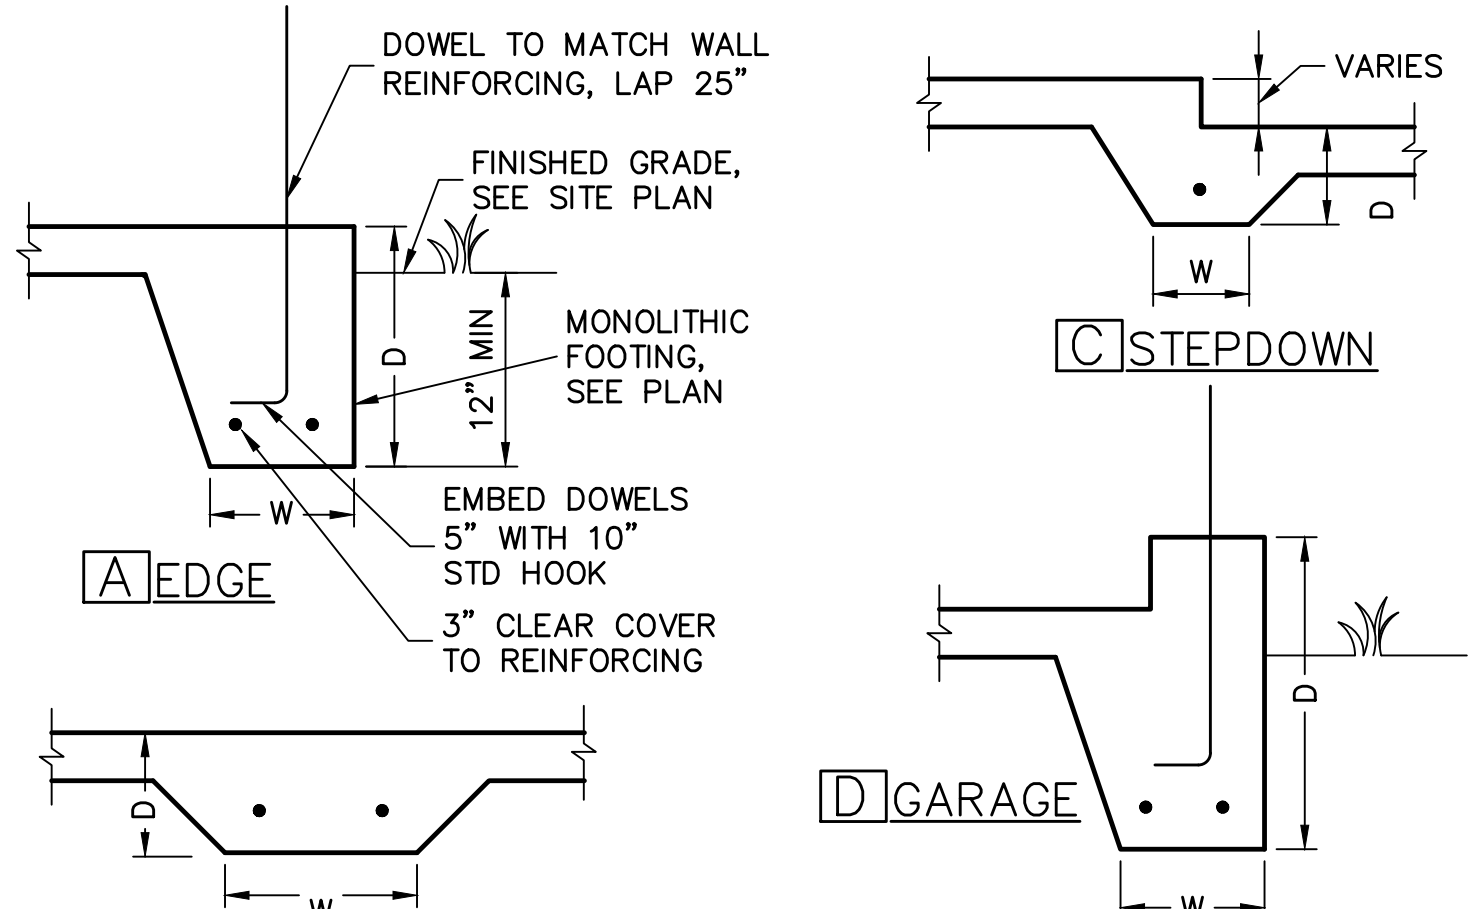 DOWEL TO MATCH WALL
REINFORCING, LAP 25”
FINISHED GRADE,
SEE SITE PLAN
D
12” MIN
MONOLITHIC
FOOTING,
SEE PLAN
W
EMBED DOWELS
5” WITH 10”
STD HOOK
A EDGE
3” CLEAR COVER
TO REINFORCING
D
W
VARIES
D
W
C STEPDOWN
D
D GARAGE
W